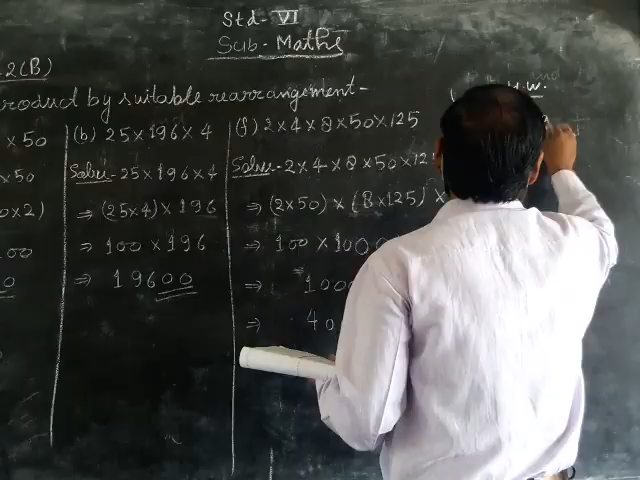 Std- VI
Sub- Maths
-2(B)
roduct by suitable rearrangement-
H.W.
×50
×50
0×2)
00
0
(b) 25×196×4
Solu:- 25×196×4
⇒ (25×4)×196
⇒ 100×196
⇒ 19600
(f) 2×4×8×50×125
Solu:- 2×4×8×50×12
⇒ (2×50)×(8×125)×
⇒ 100×1000
⇒ 1000
⇒ 40